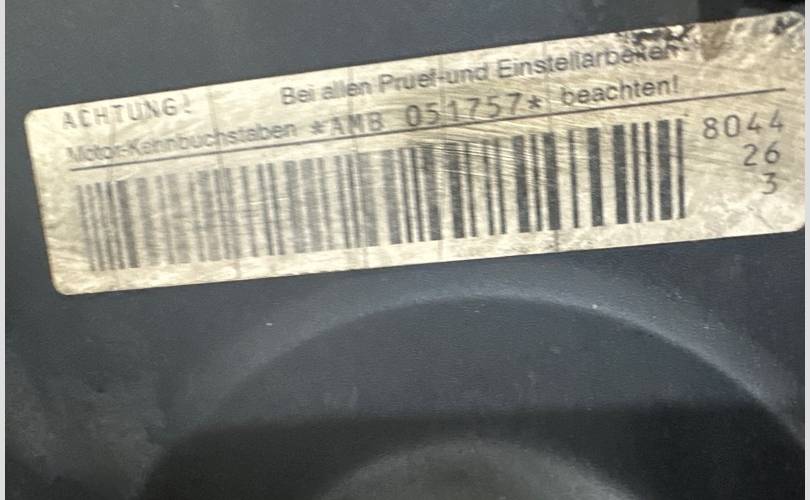 ACHTUNG! Bei allen Pruef-und Einstellarbeiten
Motor-Kennbuchstaben *AMB 051757* beachten!
8044
26
3